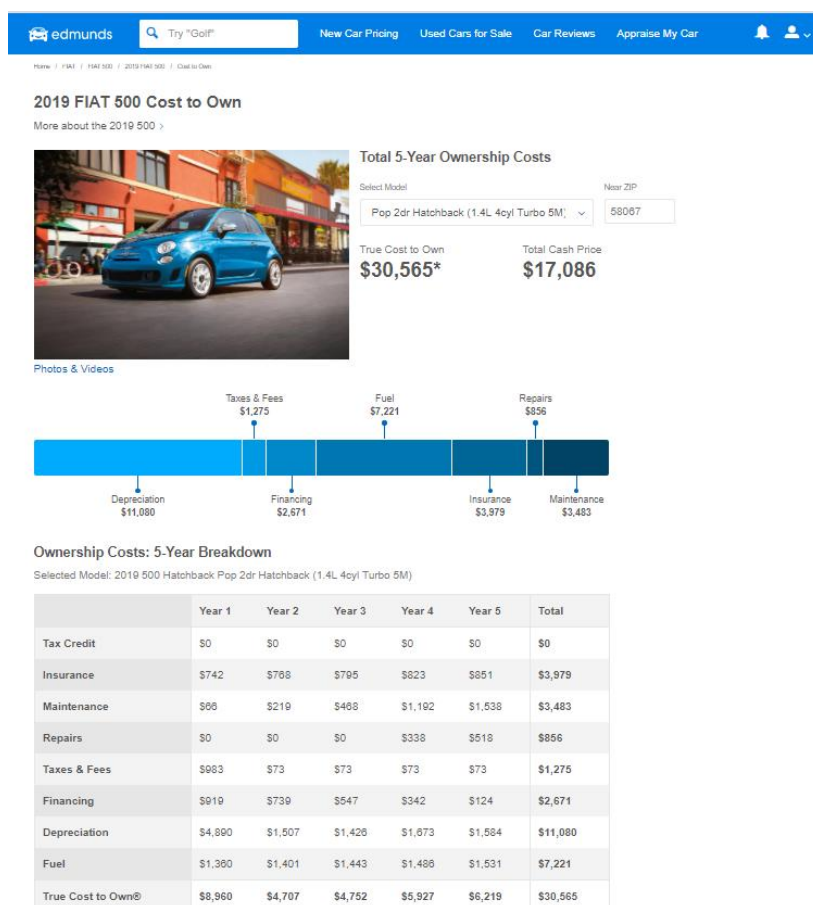 edmunds
Try "Golf"
New Car Pricing Used Cars for Sale Car Reviews Appraise My Car
Home / FIAT / FIAT 500 / 2019 FIAT 500 / Cost to Own
2019 FIAT 500 Cost to Own
More about the 2019 500 >
Total 5-Year Ownership Costs
Select Model Near ZIP
Pop 2dr Hatchback (1.4L 4cyl Turbo 5M) 58067
True Cost to Own Total Cash Price
$30,565* $17,086
Photos & Videos
Taxes & Fees Fuel Repairs
$1,275 $7,221 $856
Depreciation Financing Insurance Maintenance
$11,080 $2,671 $3,979 $3,483
Ownership Costs: 5-Year Breakdown
Selected Model: 2019 500 Hatchback Pop 2dr Hatchback (1.4L 4cyl Turbo 5M)
Year 1 Year 2 Year 3 Year 4 Year 5 Total
Tax Credit $0 $0 $0 $0 $0 $0
Insurance $742 $768 $795 $823 $851 $3,979
Maintenance $66 $219 $468 $1,192 $1,538 $3,483
Repairs $0 $0 $0 $338 $518 $856
Taxes & Fees $983 $73 $73 $73 $73 $1,275
Financing $919 $739 $547 $342 $124 $2,671
Depreciation $4,890 $1,507 $1,426 $1,673 $1,584 $11,080
Fuel $1,360 $1,401 $1,443 $1,486 $1,531 $7,221
True Cost to Own® $8,960 $4,707 $4,752 $5,927 $6,219 $30,565